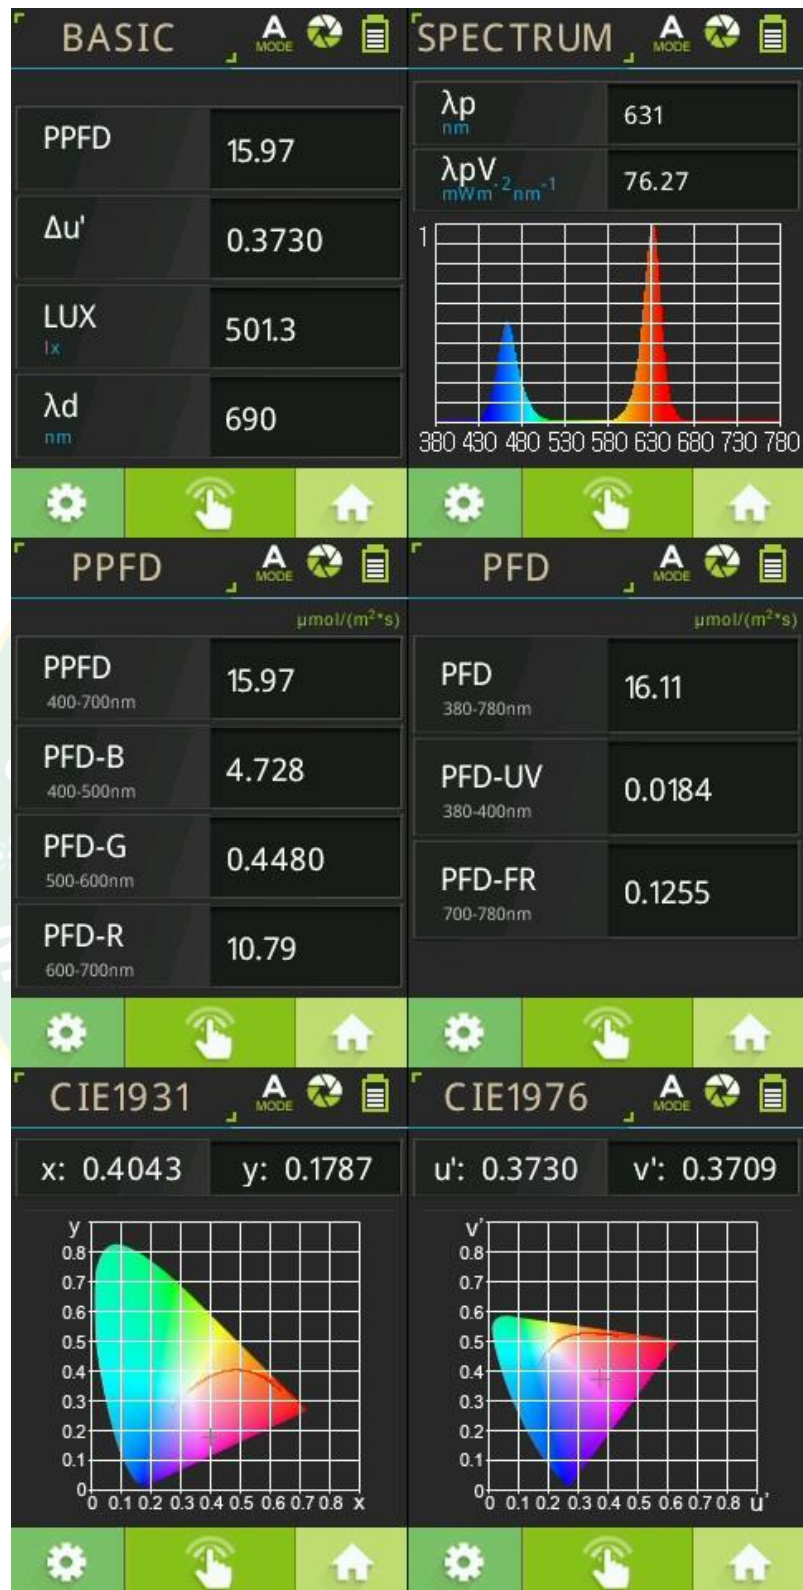 BASIC
A
MODE
PPFD
15.97
Δu'
0.3730
LUX
lx
501.3
λd
nm
690
SPECTRUM
A
MODE
λp
nm
631
λpV
mWm⁻²nm⁻¹
76.27
1
380 430 480 530 580 630 680 730 780
PPFD
A
MODE
μmol/(m²*s)
PPFD
400-700nm
15.97
PFD-B
400-500nm
4.728
PFD-G
500-600nm
0.4480
PFD-R
600-700nm
10.79
PFD
A
MODE
μmol/(m²*s)
PFD
380-780nm
16.11
PFD-UV
380-400nm
0.0184
PFD-FR
700-780nm
0.1255
CIE1931
A
MODE
x: 0.4043 y: 0.1787
y
0.8
0.7
0.6
0.5
0.4
0.3
0.2
0.1
0
0 0.1 0.2 0.3 0.4 0.5 0.6 0.7 0.8 x
CIE1976
A
MODE
u': 0.3730 v': 0.3709
v'
0.8
0.7
0.6
0.5
0.4
0.3
0.2
0.1
0
0 0.1 0.2 0.3 0.4 0.5 0.6 0.7 0.8 u'